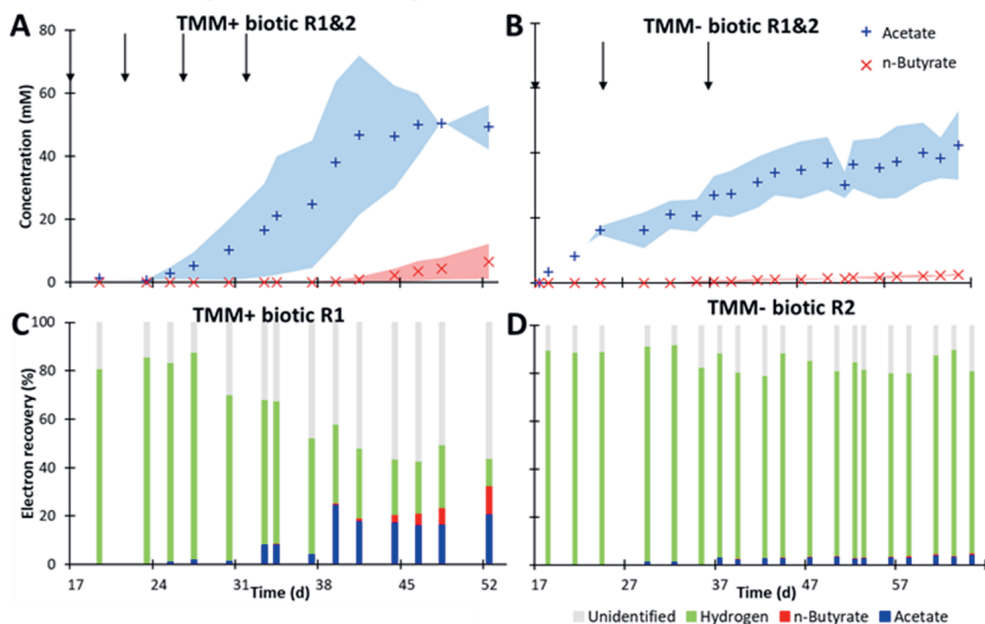 A
TMM+ biotic R1&2
B
TMM- biotic R1&2
Acetate
n-Butyrate
Concentration (mM)
80
60
40
20
0
C
TMM+ biotic R1
D
TMM- biotic R2
Electron recovery (%)
100
80
60
40
20
0
17
24
31
38
45
52
Time (d)
17
27
37
47
57
Time (d)
Unidentified
Hydrogen
n-Butyrate
Acetate